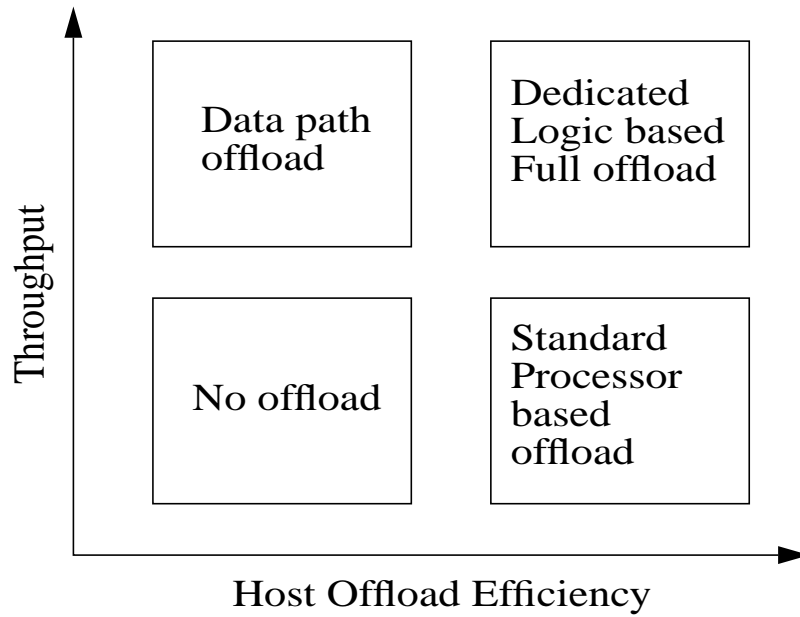 Throughput
Data path
offload
Dedicated
Logic based
Full offload
No offload
Standard
Processor
based
offload
Host Offload Efficiency